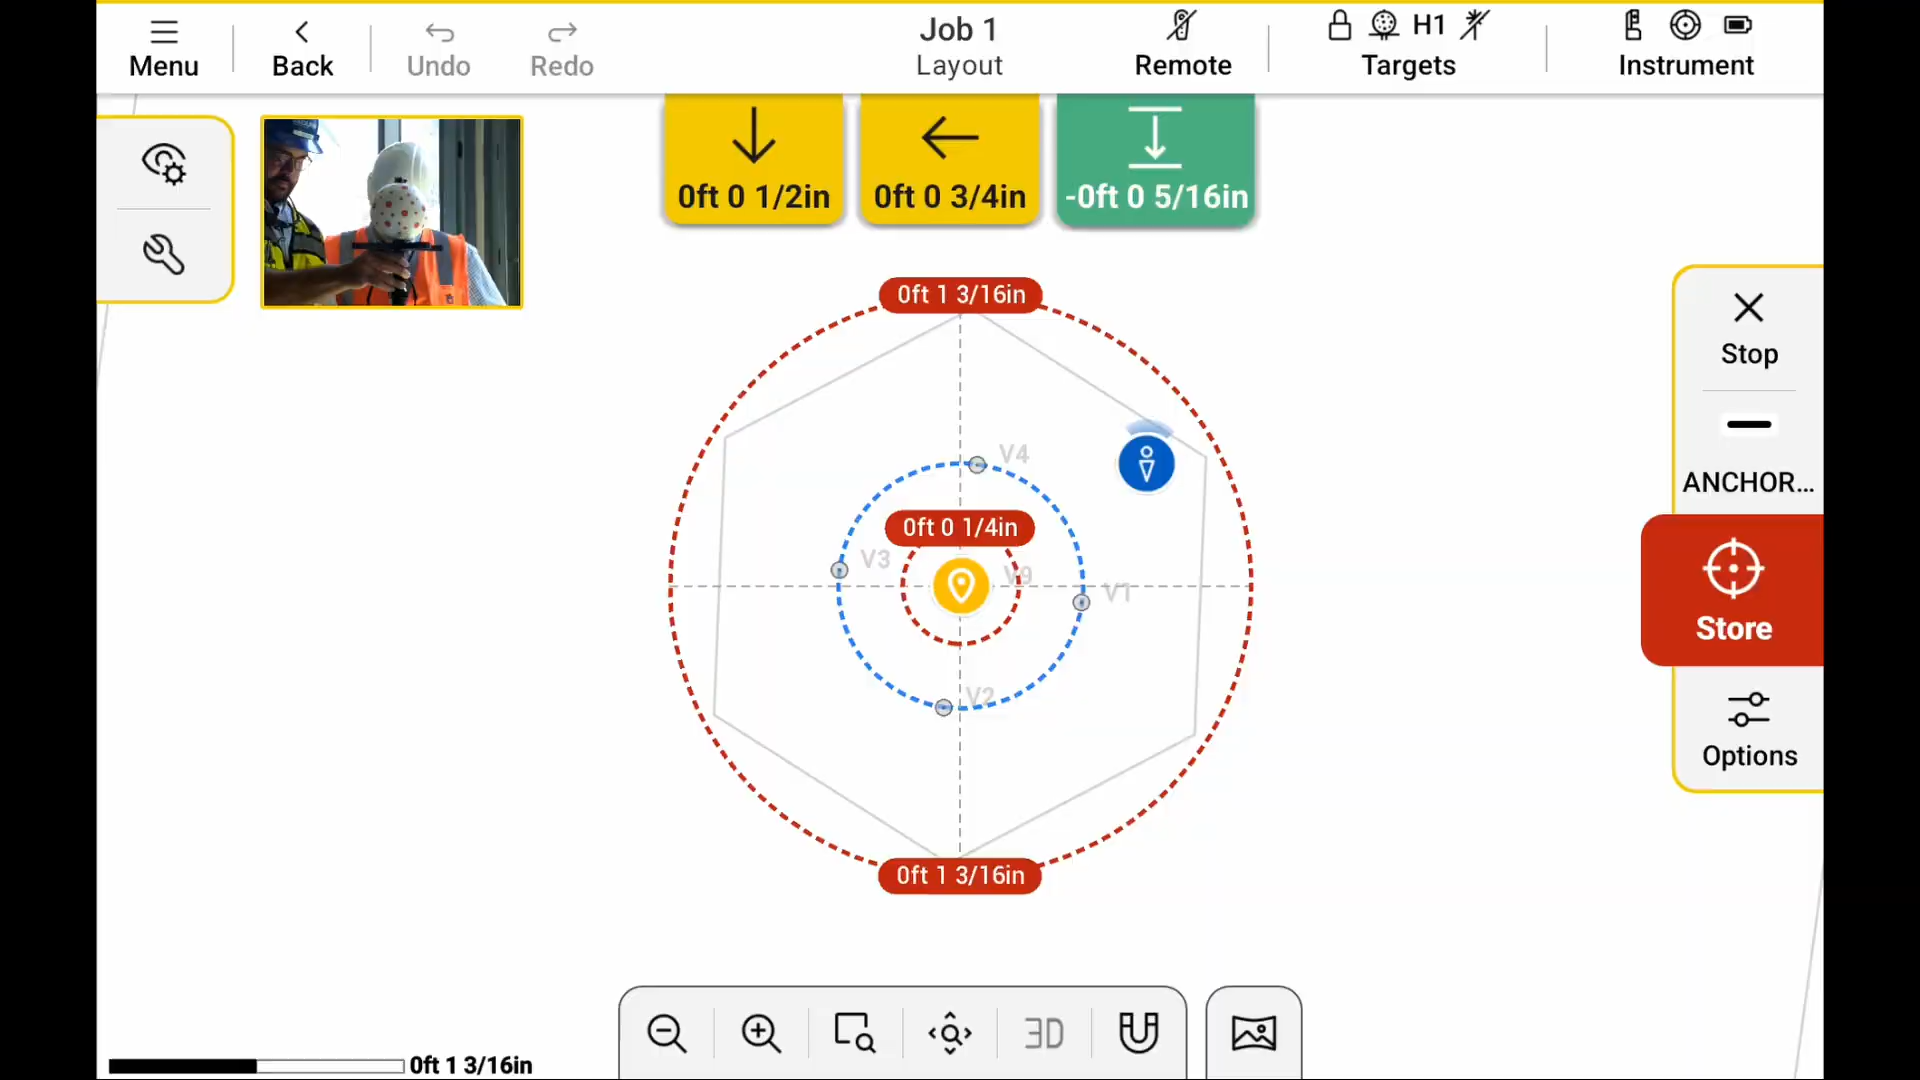 Menu
Back
Undo
Redo
Job 1
Layout
Remote
H1
Targets
Instrument
0ft 0 1/2in
0ft 0 3/4in
-0ft 0 5/16in
0ft 1 3/16in
Stop
V4
ANCHOR...
0ft 0 1/4in
V3
V9
V1
Store
V2
Options
0ft 1 3/16in
3D
0ft 1 3/16in